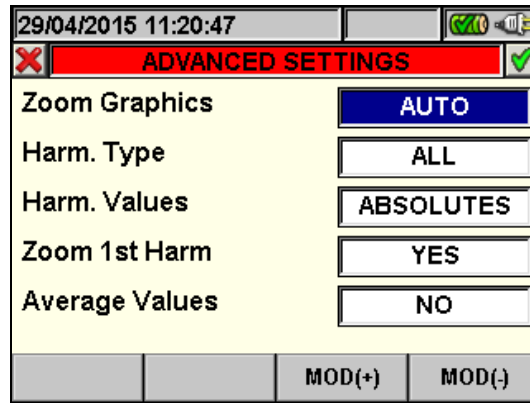 29/04/2015 11:20:47
ADVANCED SETTINGS
Zoom Graphics AUTO
Harm. Type ALL
Harm. Values ABSOLUTES
Zoom 1st Harm YES
Average Values NO
MOD(+) MOD(-)